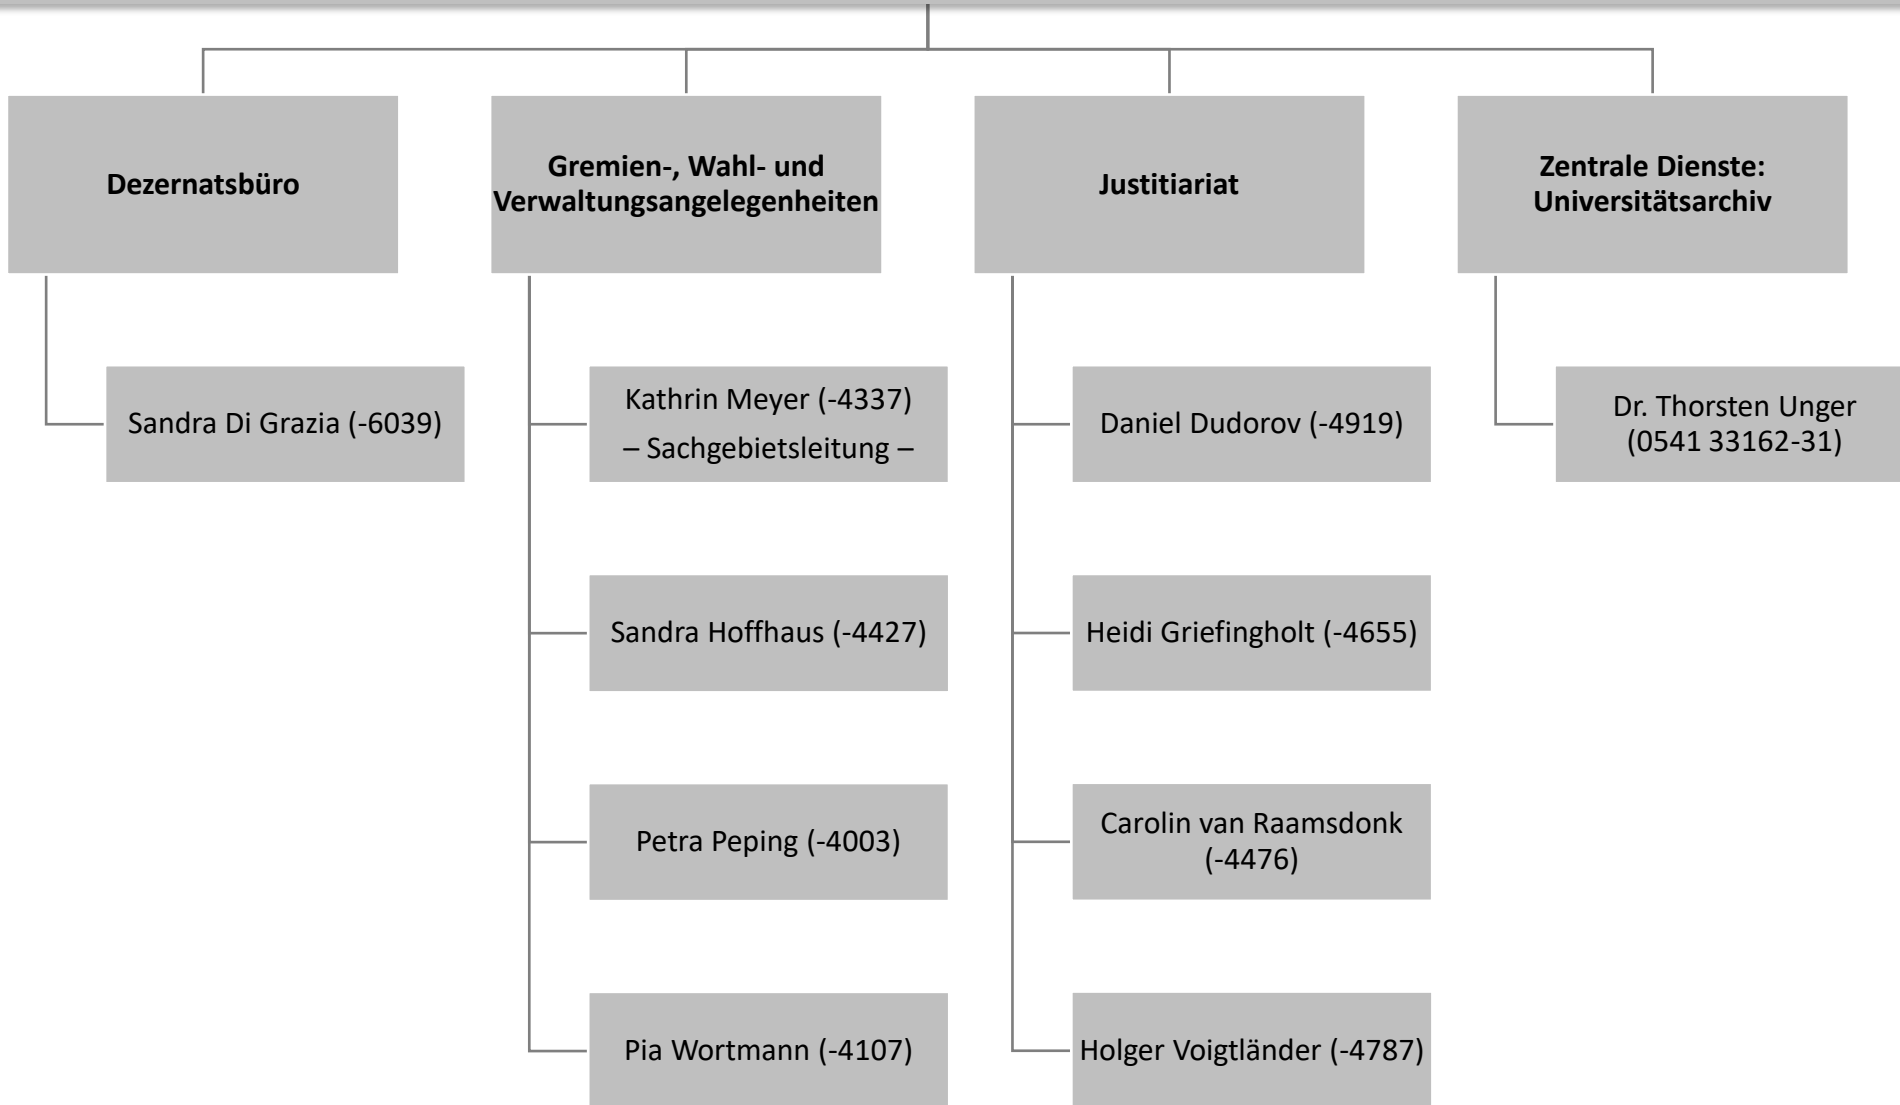 Dezernatsbüro
Gremien-, Wahl- und
Verwaltungsangelegenheiten
Justitiariat
Zentrale Dienste:
Universitätsarchiv
Sandra Di Grazia (-6039)
Kathrin Meyer (-4337)
– Sachgebietsleitung –
Sandra Hoffhaus (-4427)
Petra Peping (-4003)
Pia Wortmann (-4107)
Daniel Dudorov (-4919)
Heidi Griefingholt (-4655)
Carolin van Raamsdonk
(-4476)
Holger Voigtländer (-4787)
Dr. Thorsten Unger
(0541 33162-31)